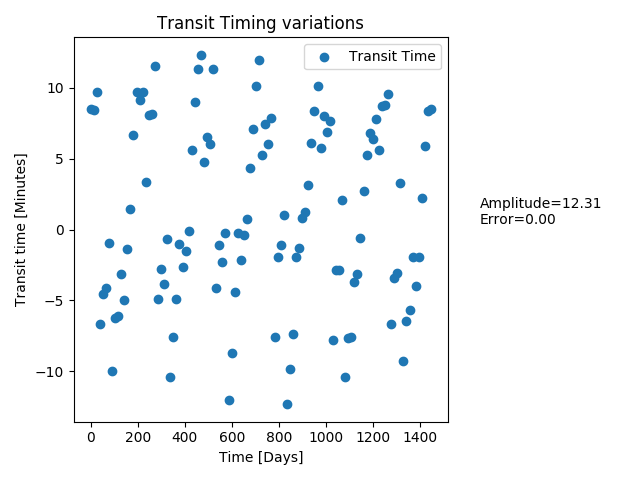 Transit Timing variations
Transit Time
10
5
0
−5
−10
Transit time [Minutes]
0 200 400 600 800 1000 1200 1400
Time [Days]
Amplitude=12.31
Error=0.00